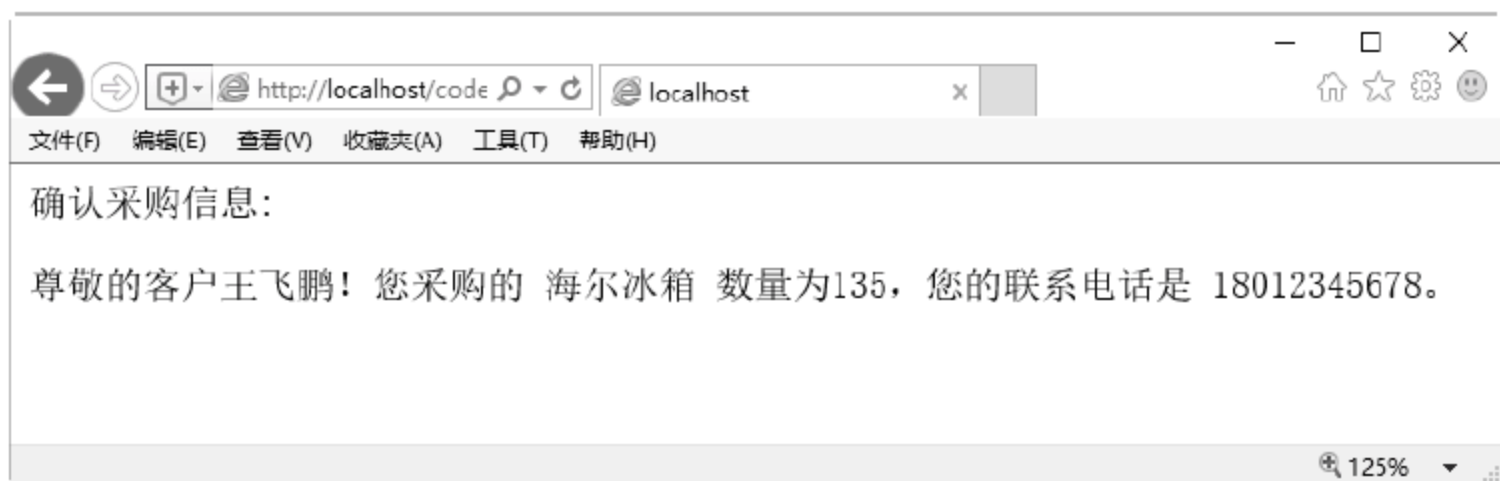 http://localhost/code
localhost
文件(F) 编辑(E) 查看(V) 收藏夹(A) 工具(T) 帮助(H)
确认采购信息:
尊敬的客户王飞鹏！您采购的 海尔冰箱 数量为135，您的联系电话是 18012345678。
125%